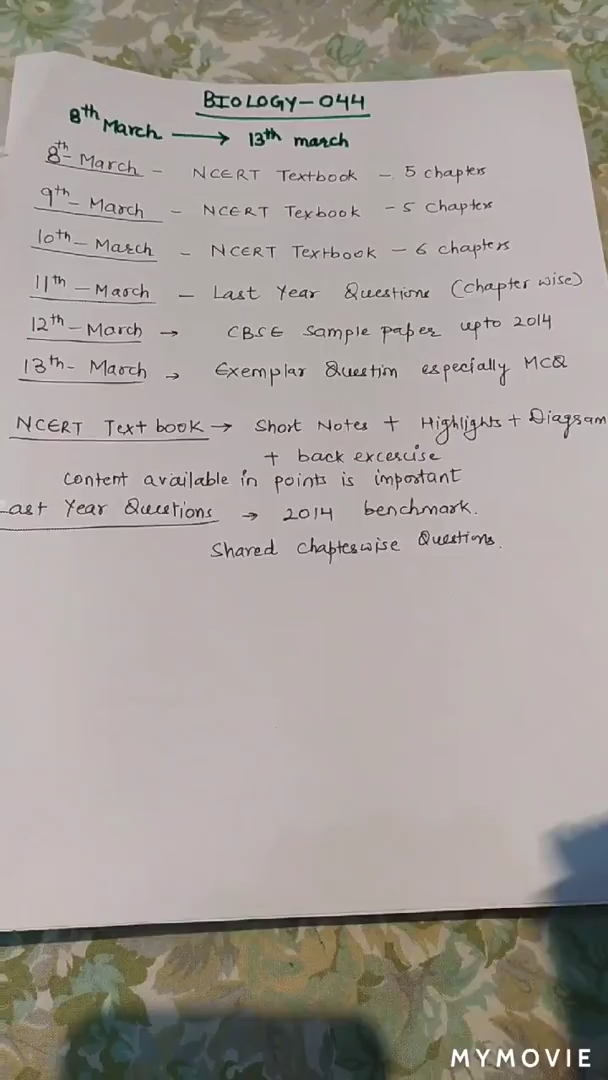 BIOLOGY-044
8th March → 13th march
8th - March - NCERT Textbook - 5 chapters
9th - March - NCERT Texbook - 5 chapters
10th - March - NCERT Textbook - 6 chapters
11th - March - Last Year Questions (chapter wise)
12th - March → CBSE sample paper upto 2014
13th - March → Exemplar Question especially MCQ
NCERT Text book → Short Notes + Highlights + Diagram
+ back excercise
content available in points is important
Last Year Questions → 2014 benchmark.
Shared chapterwise Questions.
MYMOVIE